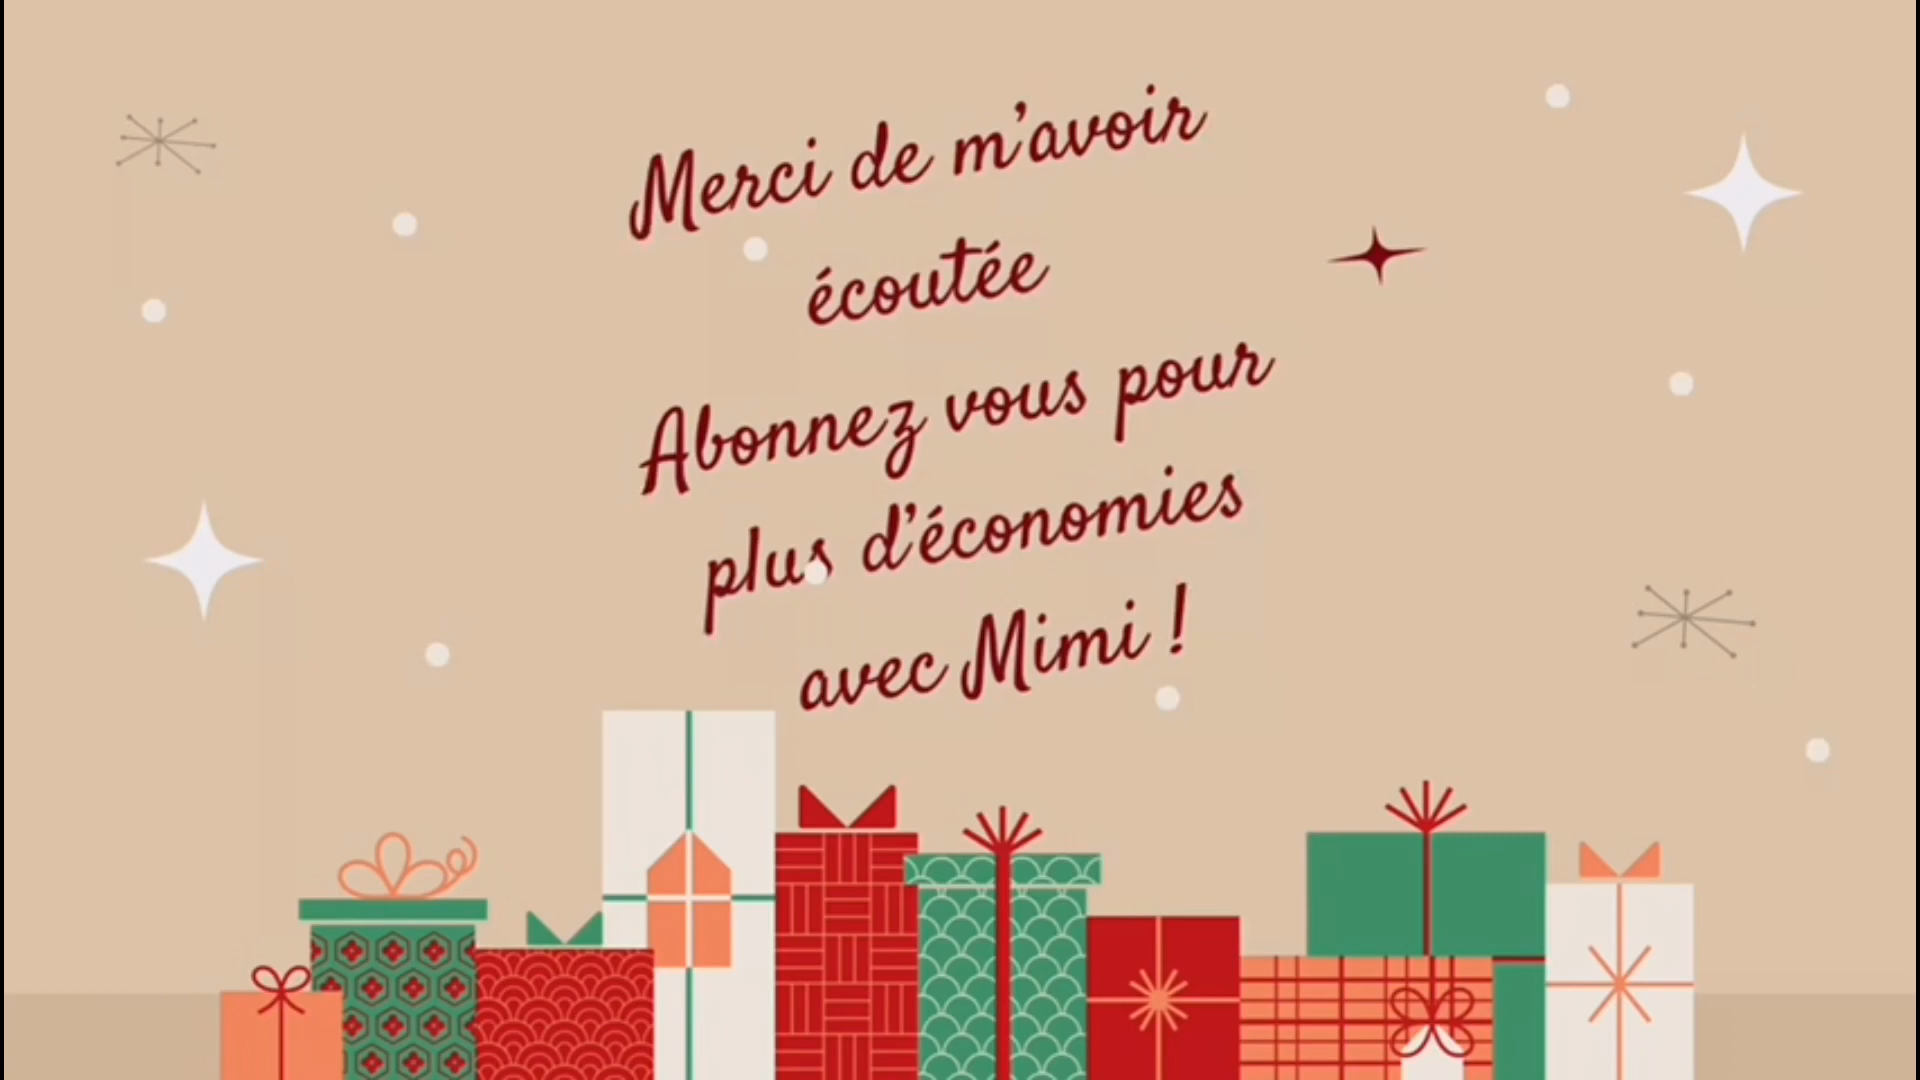 Merci de m'avoir
écoutée
Abonnez vous pour
plus d'économies
avec Mimi !